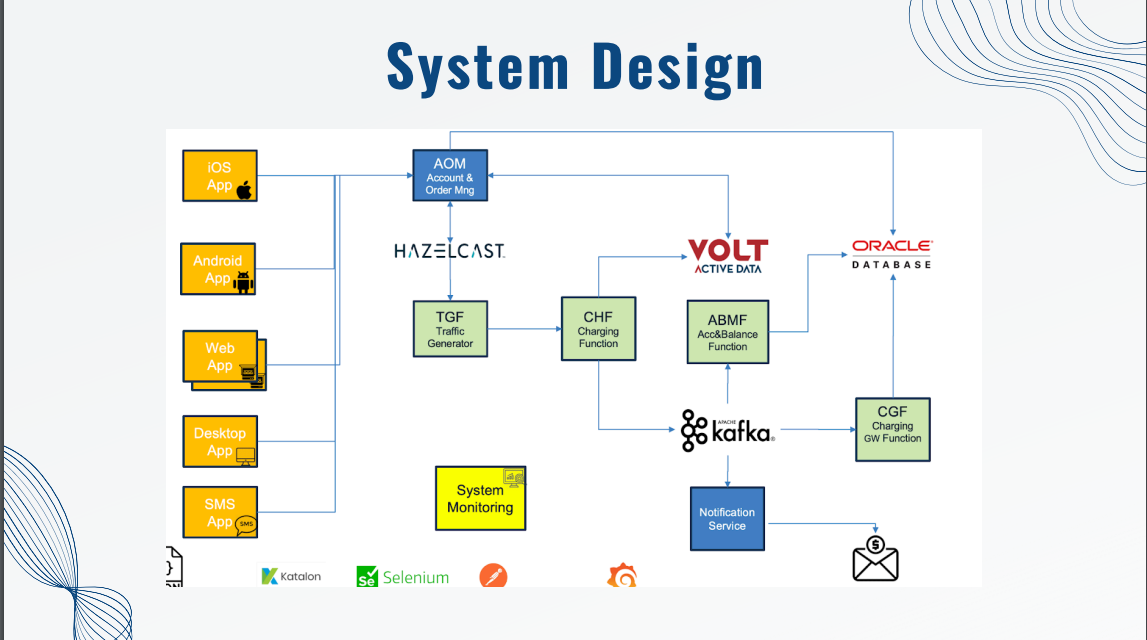 System Design
iOS
App
Android
App
Web
App
Desktop
App
SMS
App
SMS
AOM
Account &
Order Mng
HAZELCAST
TGF
Traffic
Generator
CHF
Charging
Function
VOLT
ACTIVE DATA
ORACLE
DATABASE
ABMF
Acc&Balance
Function
APACHE
kafka®
CGF
Charging
GW Function
System
Monitoring
Notification
Service
$
}
Katalon
Se
Selenium